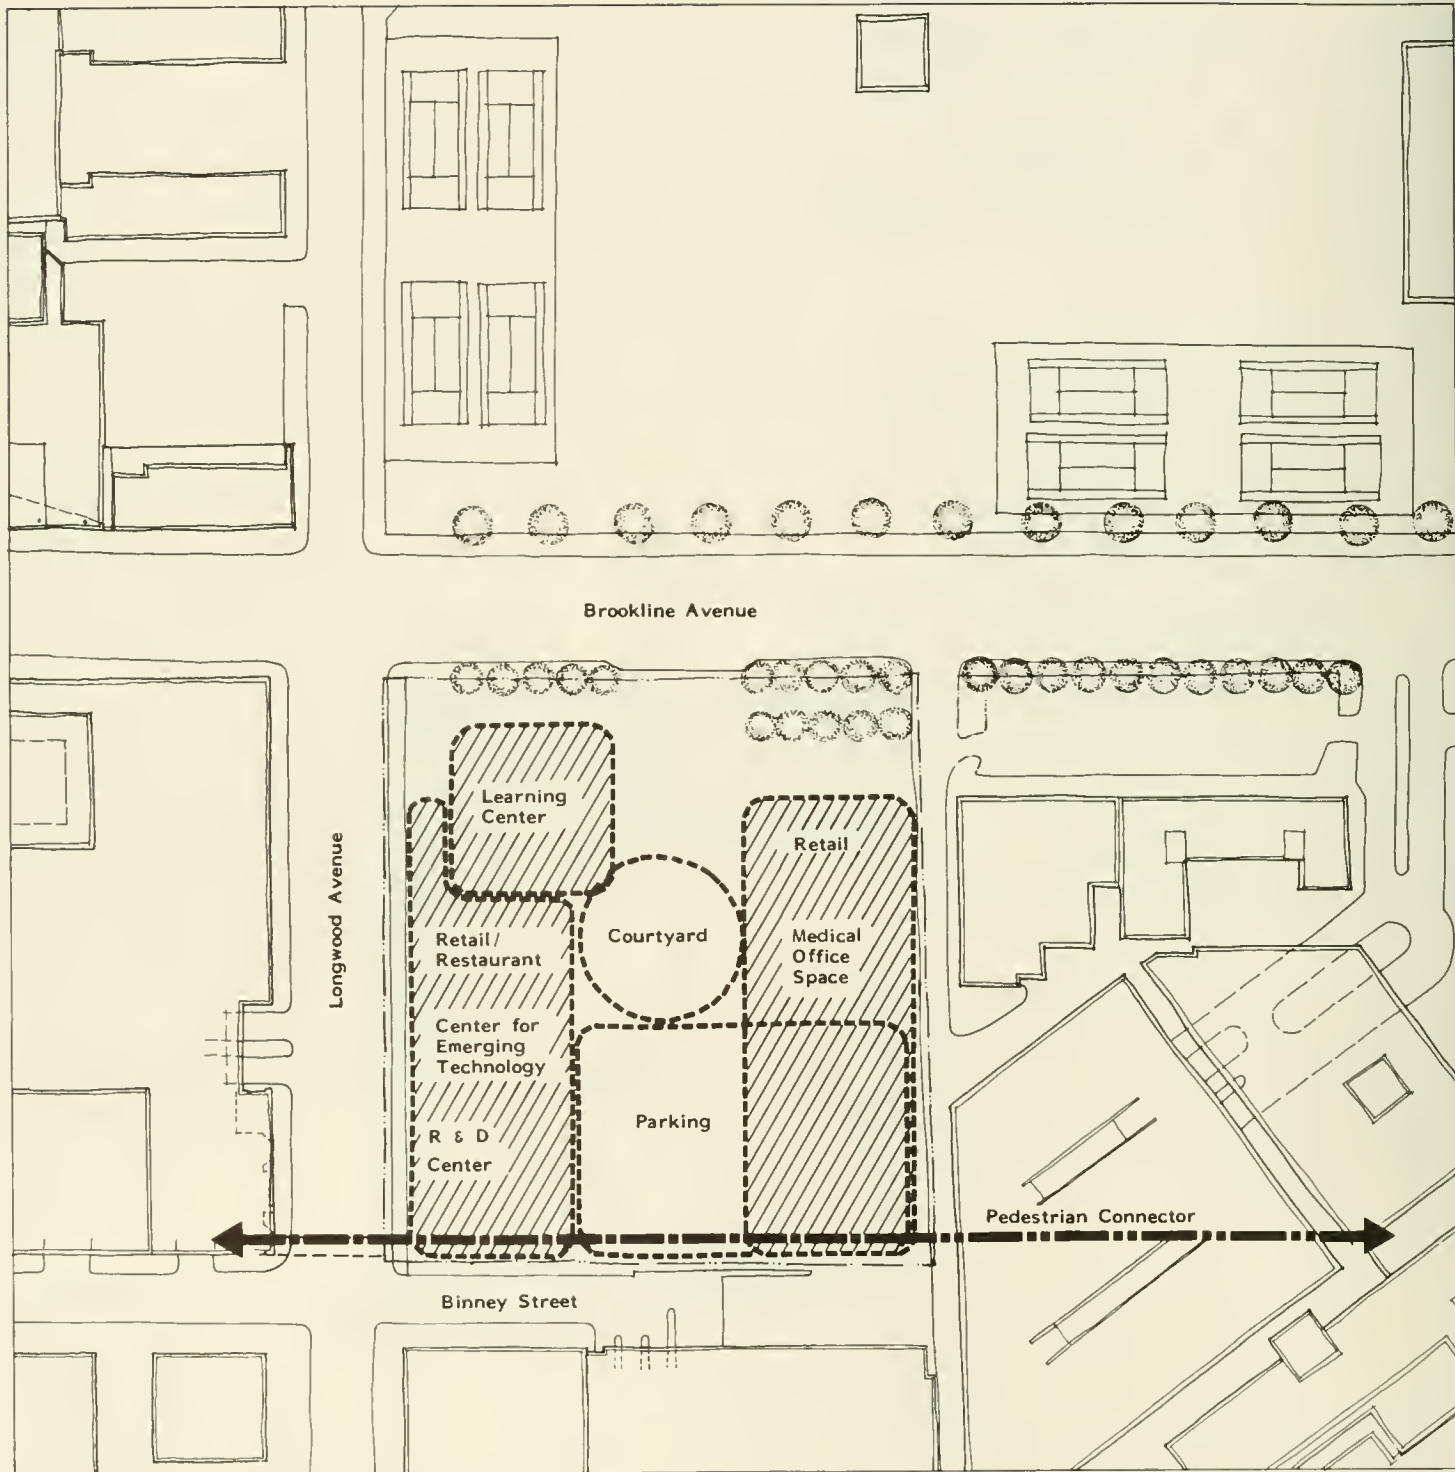 Brookline Avenue
Longwood Avenue
Learning
Center
Retail
Retail/
Restaurant
Courtyard
Medical
Office
Space
Center for
Emerging
Technology
Parking
R & D
Center
Pedestrian Connector
Binney Street